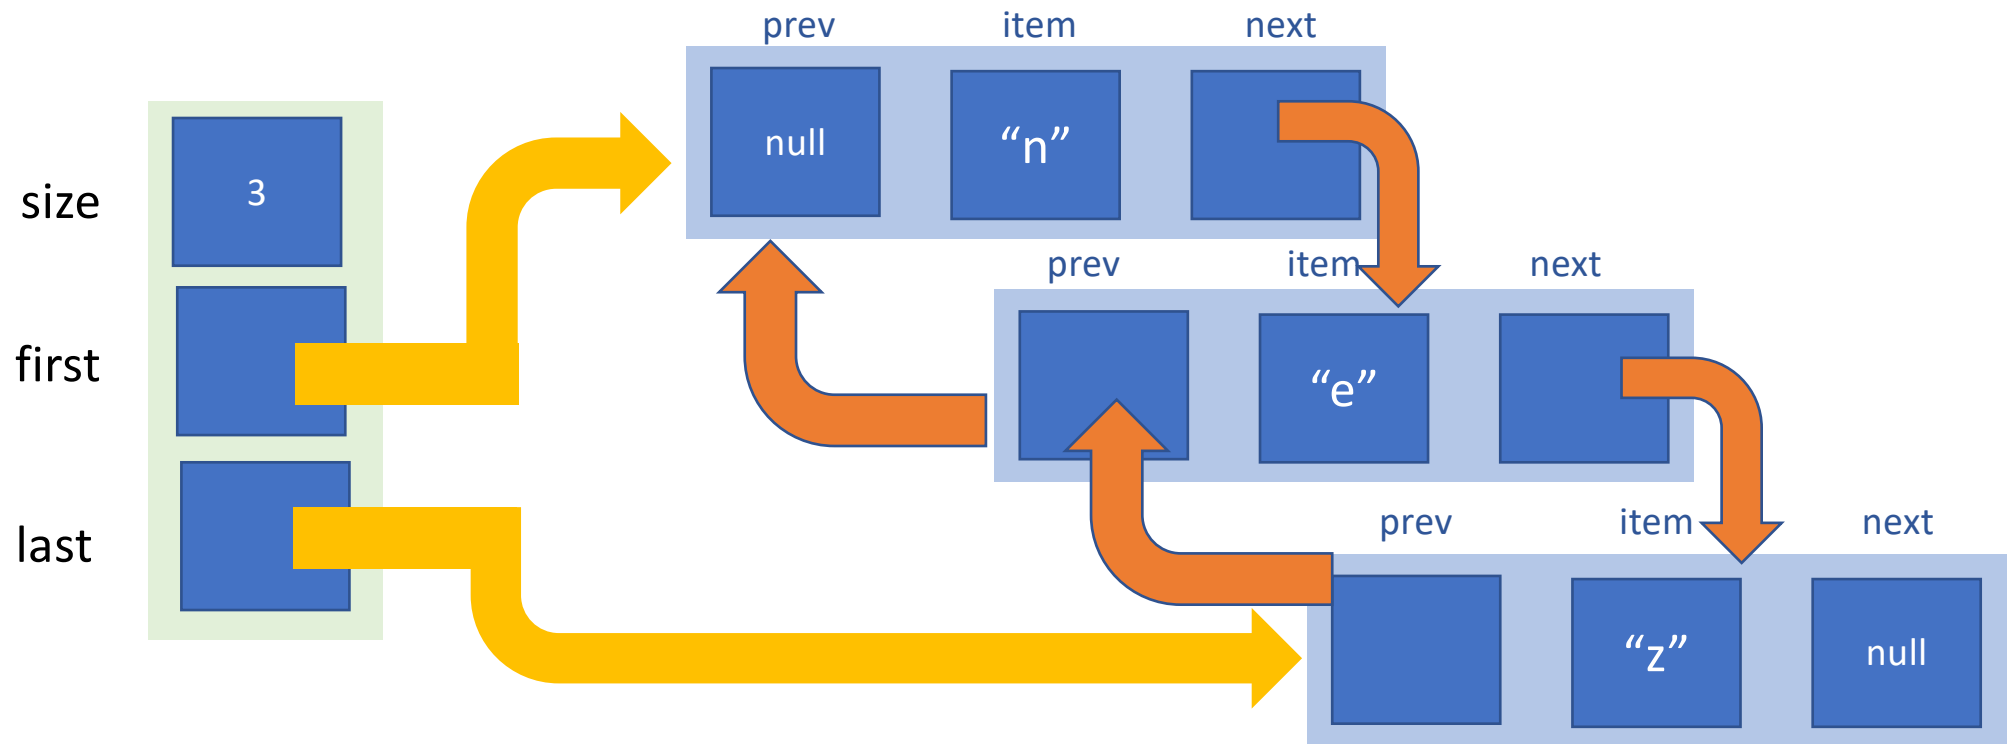 prev item next
null “n”
size 3
prev item next
first
“e”
last
prev item next
“z” null